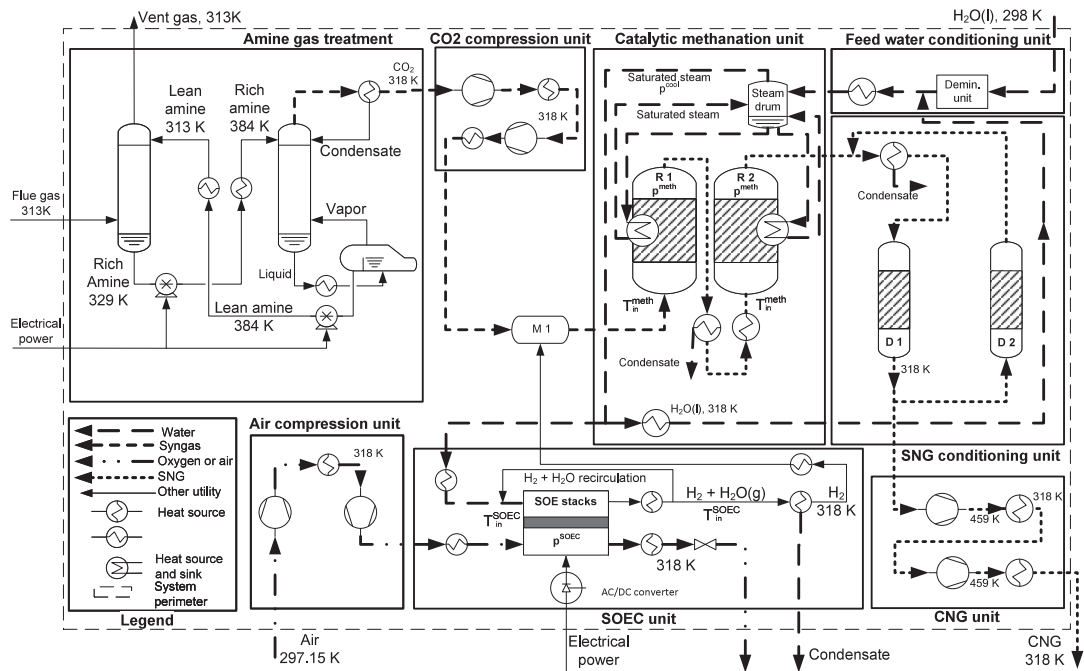 Vent gas, 313K
H₂O(l), 298 K
Amine gas treatment
CO2 compression unit
Catalytic methanation unit
Feed water conditioning unit
CO₂
318 K
Lean
amine
313 K
Rich
amine
384 K
Condensate
318 K
Saturated steam
p^cool
Saturated steam
Steam
drum
Demin.
unit
Flue gas
313K
Vapor
R 1
p^meth
R 2
p^meth
Condensate
Liquid
Rich
Amine
329 K
Lean amine
384 K
T_in^meth
T_in^meth
Electrical
power
M 1
Condensate
D 1
D 2
318 K
H₂O(l), 318 K
SNG conditioning unit
Water
Syngas
Oxygen or air
SNG
Other utility
Heat source
Heat source
and sink
System
perimeter
Legend
Air compression unit
318 K
H₂ + H₂O recirculation
SOE stacks
T_in^SOEC
p^SOEC
H₂ + H₂O(g)
T_in^SOEC
H₂
318 K
318 K
AC/DC converter
SOEC unit
459 K
318 K
459 K
CNG unit
Air
297.15 K
Electrical
power
Condensate
CNG
318 K